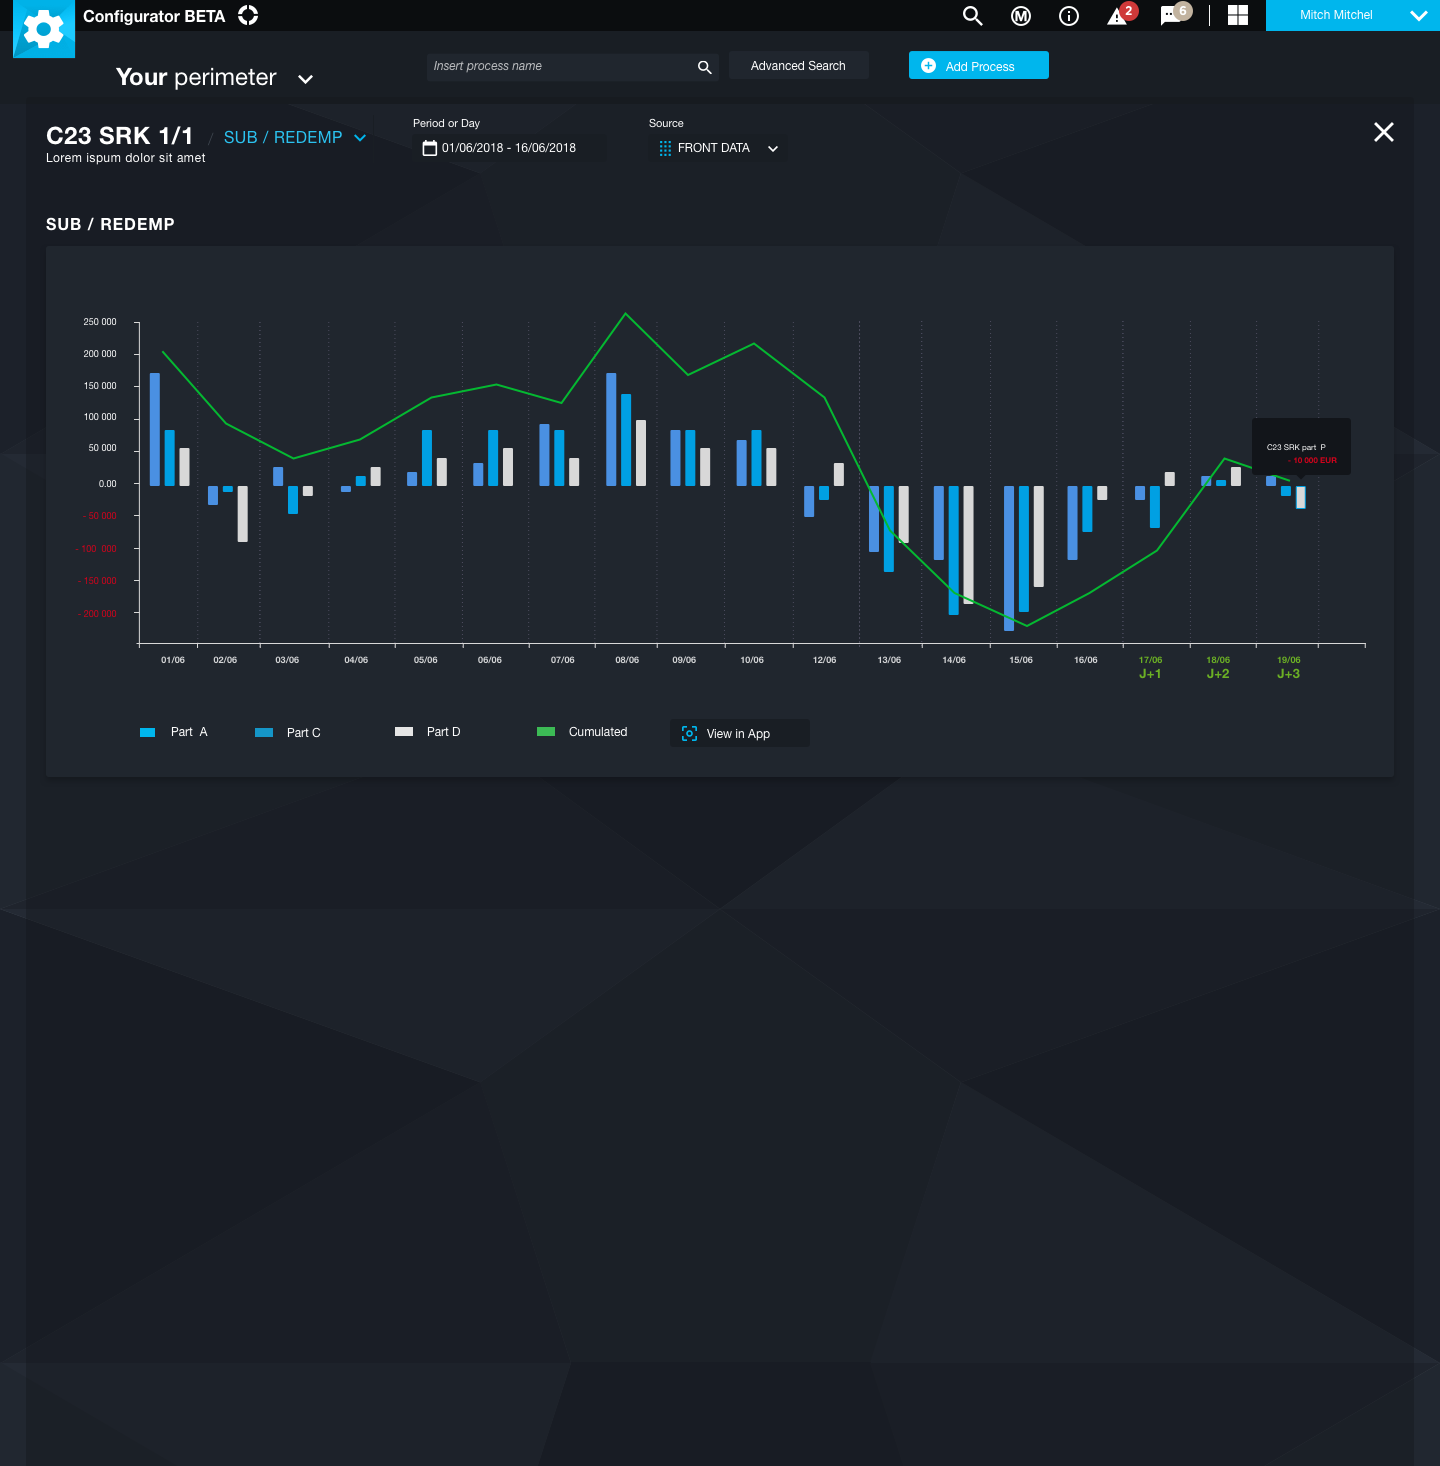 Configurator BETA
M
2
6
Mitch Mitchel
Your perimeter
Insert process name
Advanced Search
Add Process
C23 SRK 1/1 / SUB / REDEMP
Lorem ispum dolor sit amet
Period or Day
01/06/2018 - 16/06/2018
Source
FRONT DATA
SUB / REDEMP
250 000
200 000
150 000
100 000
50 000
0.00
- 50 000
- 100 000
- 150 000
- 200 000
C23 SRK part P
- 10 000 EUR
01/06 02/06 03/06 04/06 05/06 06/06 07/06 08/06 09/06 10/06 12/06 13/06 14/06 15/06 16/06 17/06 18/06 19/06
J+1 J+2 J+3
Part A
Part C
Part D
Cumulated
View in App